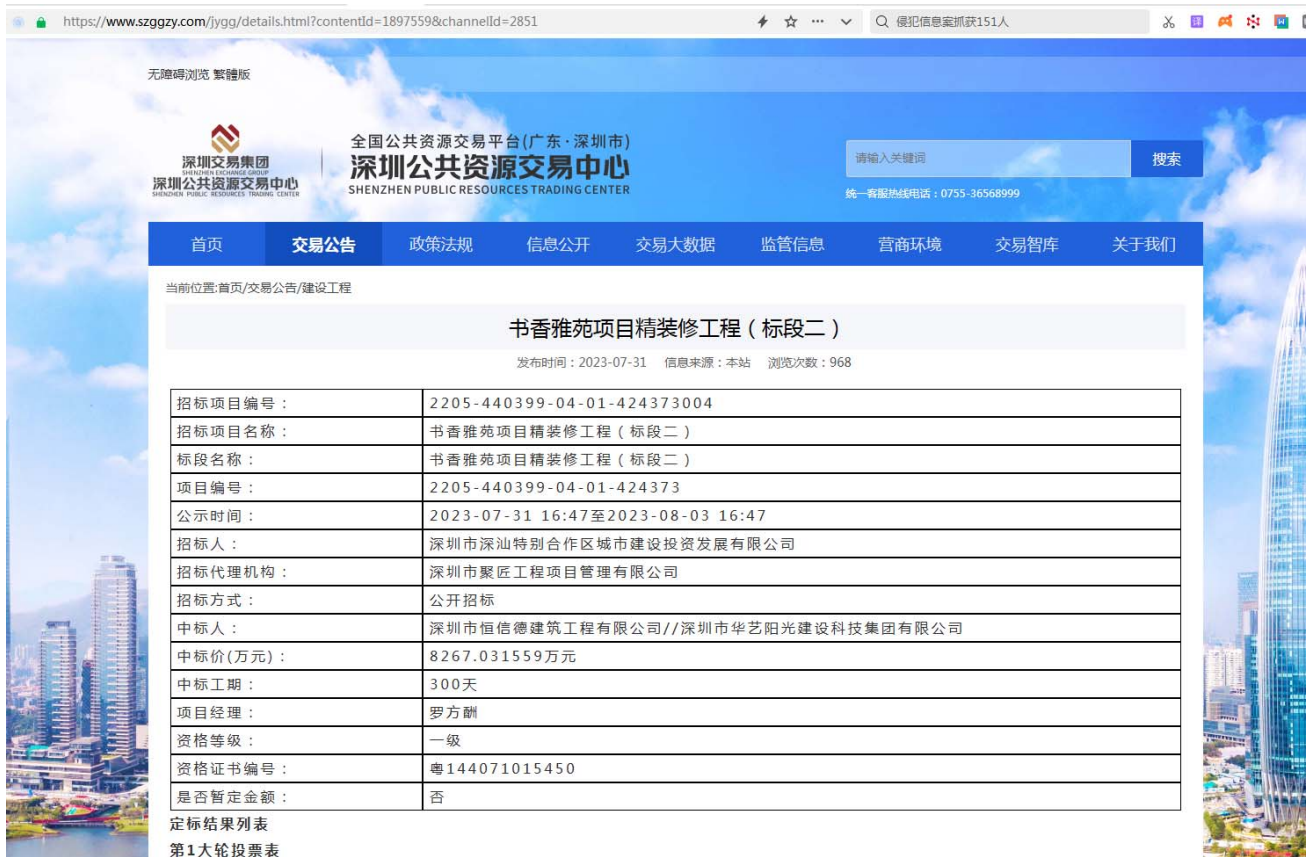 https://www.szggzy.com/jygg/details.html?contentId=1897559&channelId=2851
侵犯信息案抓获151人
无障碍浏览 繁體版
深圳交易集团
SHENZHEN EXCHANGE GROUP
深圳公共资源交易中心
SHENZHEN PUBLIC RESOURCES TRADING CENTER
全国公共资源交易平台(广东·深圳市)
深圳公共资源交易中心
SHENZHEN PUBLIC RESOURCES TRADING CENTER
请输入关键词 搜索
统一客服热线电话：0755-36568999
首页 交易公告 政策法规 信息公开 交易大数据 监管信息 营商环境 交易智库 关于我们
当前位置:首页/交易公告/建设工程
书香雅苑项目精装修工程（标段二）
发布时间：2023-07-31 信息来源：本站 浏览次数：968
招标项目编号： 2205-440399-04-01-424373004
招标项目名称： 书香雅苑项目精装修工程（标段二）
标段名称： 书香雅苑项目精装修工程（标段二）
项目编号： 2205-440399-04-01-424373
公示时间： 2023-07-31 16:47至2023-08-03 16:47
招标人： 深圳市深汕特别合作区城市建设投资发展有限公司
招标代理机构： 深圳市聚匠工程项目管理有限公司
招标方式： 公开招标
中标人： 深圳市恒信德建筑工程有限公司//深圳市华艺阳光建设科技集团有限公司
中标价(万元)： 8267.031559万元
中标工期： 300天
项目经理： 罗方酬
资格等级： 一级
资格证书编号： 粤144071015450
是否暂定金额： 否
定标结果列表
第1大轮投票表